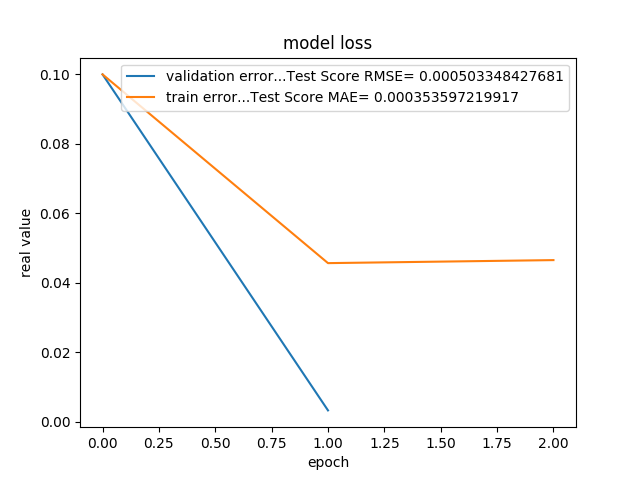 model loss
validation error...Test Score RMSE= 0.000503348427681
train error...Test Score MAE= 0.000353597219917
real value
0.10
0.08
0.06
0.04
0.02
0.00
0.00 0.25 0.50 0.75 1.00 1.25 1.50 1.75 2.00
epoch